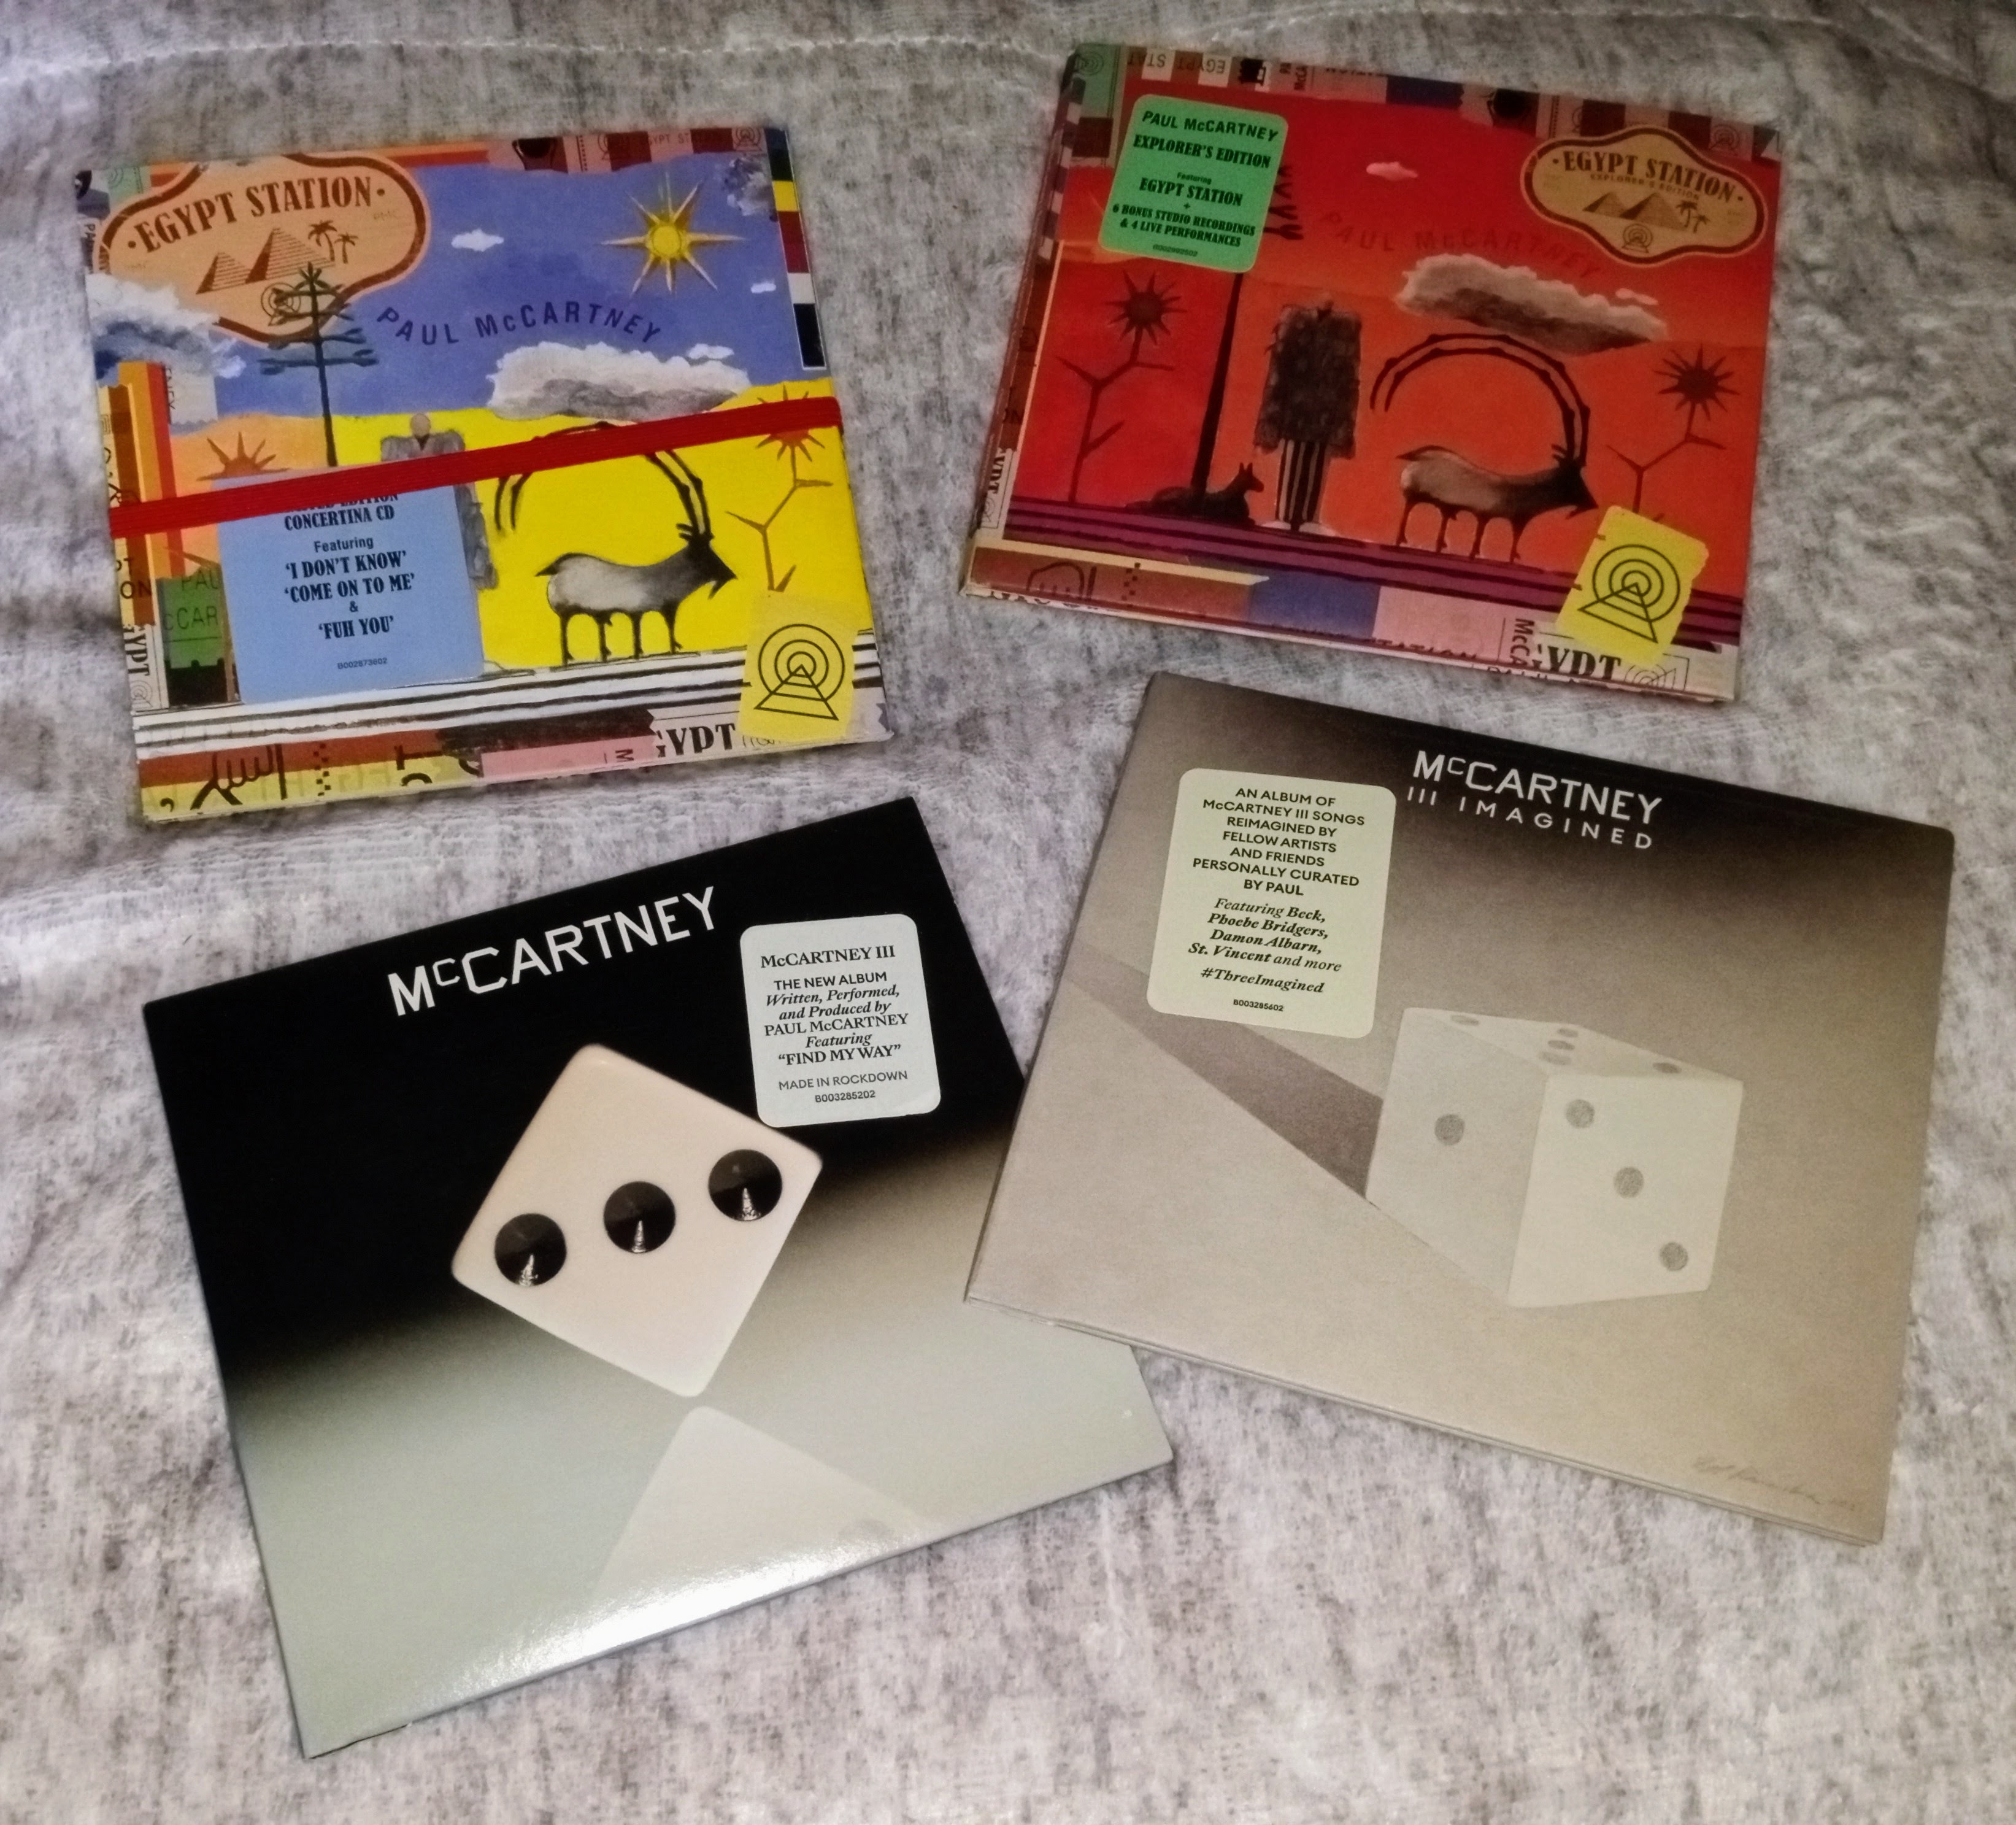 ·EGYPT STATION·
PAUL McCARTNEY
CONCERTINA CD
Featuring
'I DON'T KNOW'
'COME ON TO ME'
&
'FUH YOU'
B002873602
PAUL McCARTNEY
EXPLORER'S EDITION
Featuring
EGYPT STATION
+
6 BONUS STUDIO RECORDINGS
& 4 LIVE PERFORMANCES
·EGYPT STATION·
EXPLORER'S EDITION
PAUL McCARTNEY
McCARTNEY
McCARTNEY III
THE NEW ALBUM
Written, Performed,
and Produced by
PAUL McCARTNEY
Featuring
"FIND MY WAY"
MADE IN ROCKDOWN
B003285202
McCARTNEY
III IMAGINED
AN ALBUM OF
McCARTNEY III SONGS
REIMAGINED BY
FELLOW ARTISTS
AND FRIENDS
PERSONALLY CURATED
BY PAUL
Featuring Beck,
Phoebe Bridgers,
Damon Albarn,
St. Vincent and more
#ThreeImagined
B003285602